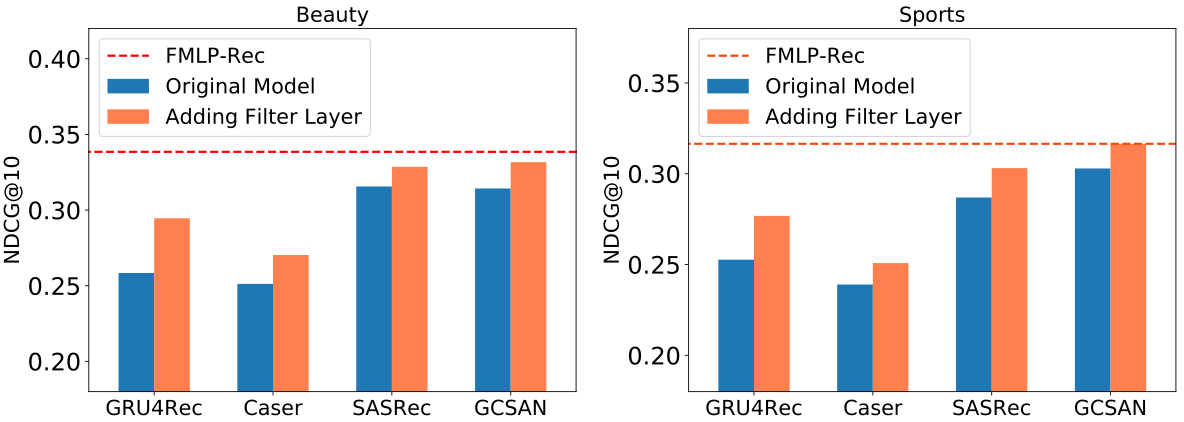 Beauty
FMLP-Rec
Original Model
Adding Filter Layer
NDCG@10
0.40
0.35
0.30
0.25
0.20
GRU4Rec Caser SASRec GCSAN
Sports
FMLP-Rec
Original Model
Adding Filter Layer
NDCG@10
0.35
0.30
0.25
0.20
GRU4Rec Caser SASRec GCSAN